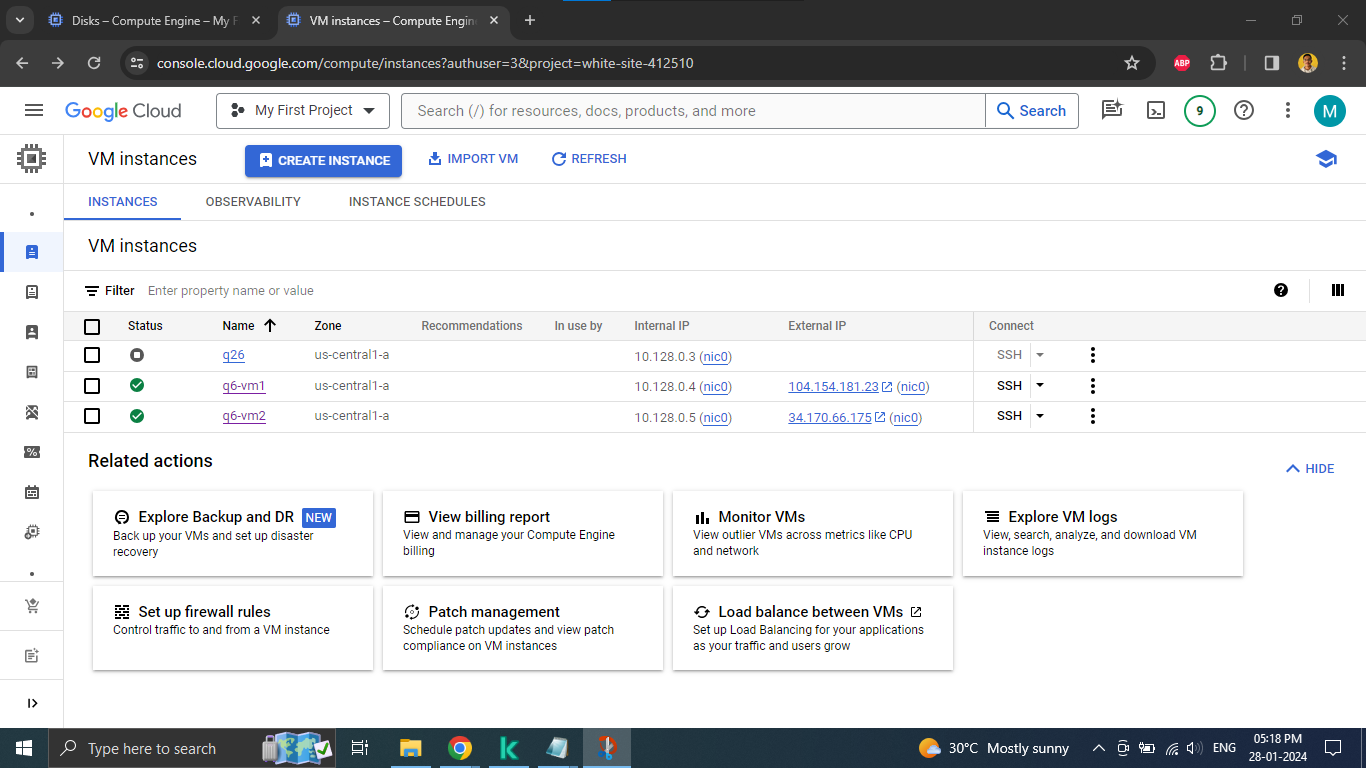 Disks – Compute Engine – My F
VM instances – Compute Engine
console.cloud.google.com/compute/instances?authuser=3&project=white-site-412510
ABP
Google Cloud
My First Project
Search (/) for resources, docs, products, and more
Search
9
M
VM instances
CREATE INSTANCE
IMPORT VM
REFRESH
INSTANCES
OBSERVABILITY
INSTANCE SCHEDULES
VM instances
Filter Enter property name or value
Status Name Zone Recommendations In use by Internal IP External IP Connect
q26 us-central1-a 10.128.0.3 (nic0) SSH
q6-vm1 us-central1-a 10.128.0.4 (nic0) 104.154.181.23 (nic0) SSH
q6-vm2 us-central1-a 10.128.0.5 (nic0) 34.170.66.175 (nic0) SSH
Related actions
HIDE
Explore Backup and DR NEW
Back up your VMs and set up disaster
recovery
View billing report
View and manage your Compute Engine
billing
Monitor VMs
View outlier VMs across metrics like CPU
and network
Explore VM logs
View, search, analyze, and download VM
instance logs
Set up firewall rules
Control traffic to and from a VM instance
Patch management
Schedule patch updates and view patch
compliance on VM instances
Load balance between VMs
Set up Load Balancing for your applications
as your traffic and users grow
Type here to search
30°C Mostly sunny
ENG
05:18 PM
28-01-2024